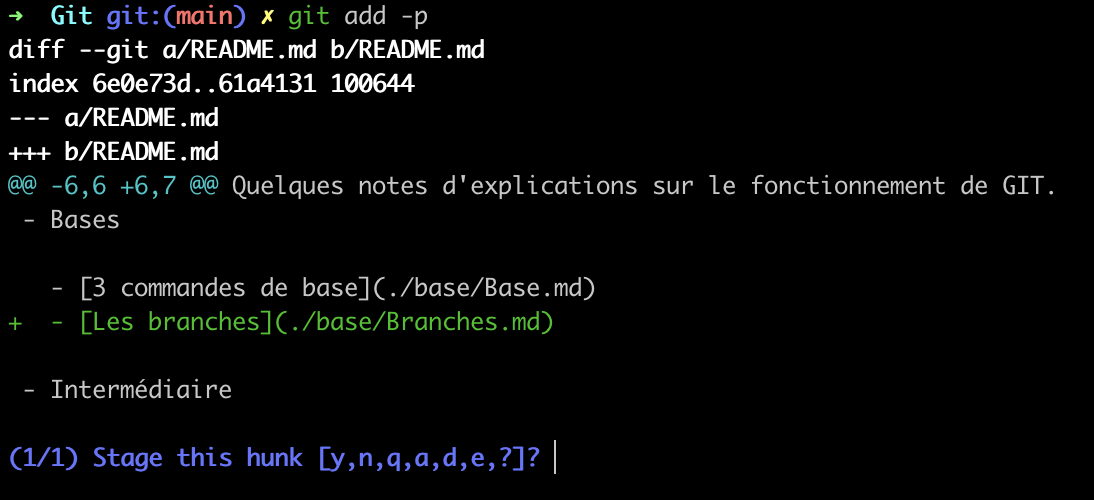 ➜  Git git:(main) ✗ git add -p
diff --git a/README.md b/README.md
index 6e0e73d..61a4131 100644
--- a/README.md
+++ b/README.md
@@ -6,6 +6,7 @@ Quelques notes d'explications sur le fonctionnement de GIT.
 - Bases
   - [3 commandes de base](./base/Base.md)
+  - [Les branches](./base/Branches.md)
 - Intermédiaire
(1/1) Stage this hunk [y,n,q,a,d,e,?]?